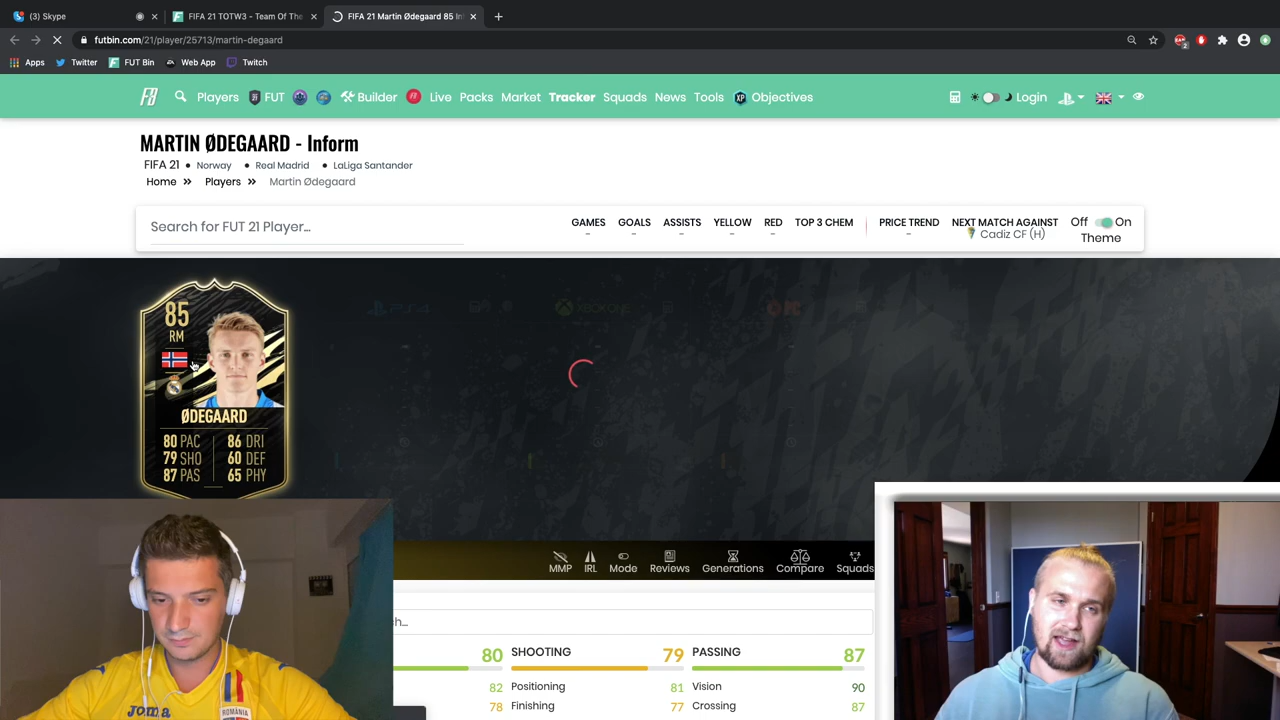 (3) Skype
FIFA 21 TOTW3 - Team Of The
FIFA 21 Martin Ødegaard 85 In
futbin.com/21/player/25713/martin-degaard
2
Apps
Twitter
FUT Bin
Web App
Twitch
Players
FUT
Builder
Live
Packs
Market
Tracker
Squads
News
Tools
XP
Objectives
Login
MARTIN ØDEGAARD - Inform
FIFA 21 • Norway • Real Madrid • LaLiga Santander
Home » Players » Martin Ødegaard
Search for FUT 21 Player...
GAMES
-
GOALS
-
ASSISTS
-
YELLOW
-
RED
-
TOP 3 CHEM
PRICE TREND
-
NEXT MATCH AGAINST
Cadiz CF (H)
Off
On
Theme
PS4
XBOX ONE
85
RM
ØDEGAARD
80 PAC
86 DRI
79 SHO
60 DEF
87 PAS
65 PHY
MMP
IRL
Mode
Reviews
Generations
Compare
Squads
ch...
80
SHOOTING
79
PASSING
87
82
Positioning
81
Vision
90
78
Finishing
77
Crossing
87
Joma
ROMANIA